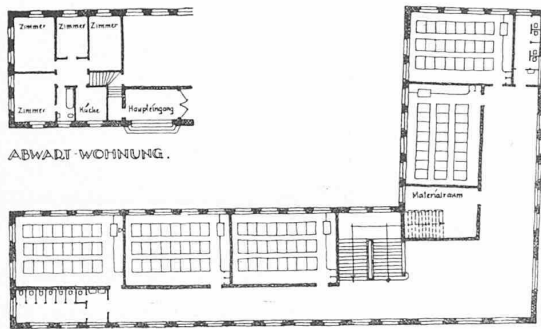 Zimmer
Zimmer
Zimmer
Zimmer
Küche
Haupteingang
ABWART-WOHNUNG.
Materialraum